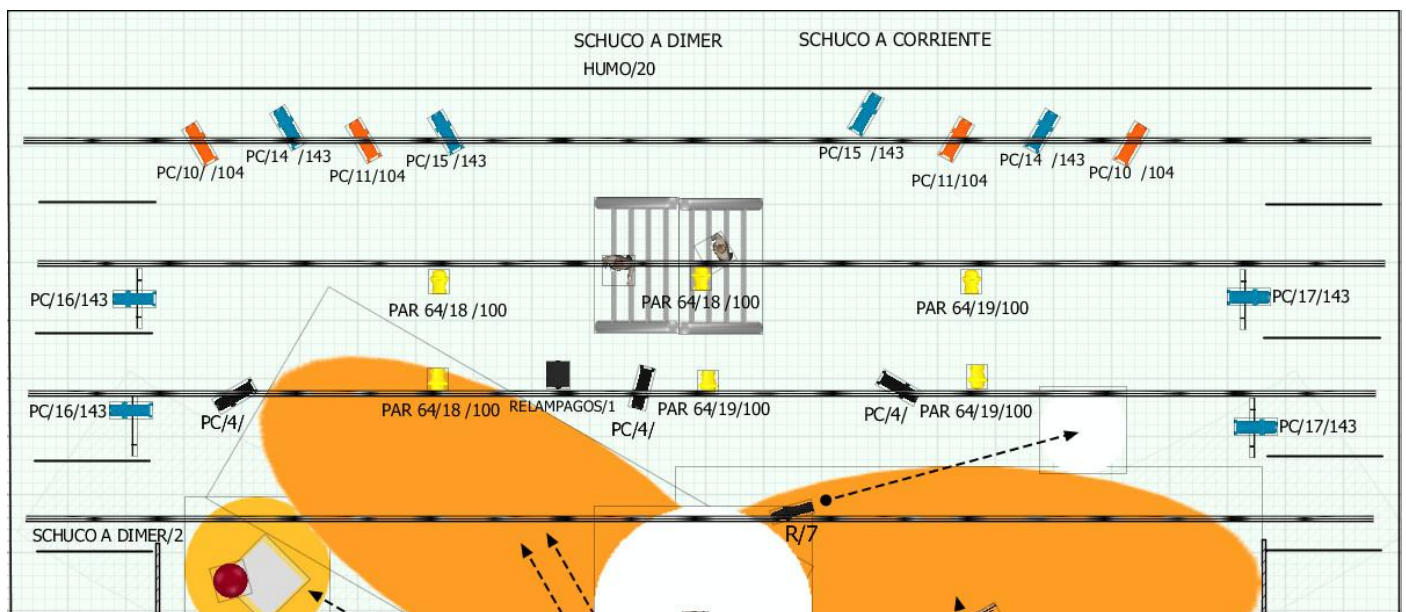 SCHUCO A DIMER
SCHUCO A CORRIENTE
HUMO/20
PC/10/ /104
PC/14 /143
PC/11/104
PC/15 /143
PC/15 /143
PC/11/104
PC/14 /143
PC/10 /104
PC/16/143
PAR 64/18 /100
PAR 64/18 /100
PAR 64/19/100
PC/17/143
PC/16/143
PC/4/
PAR 64/18 /100
RELAMPAGOS/1
PC/4/
PAR 64/19/100
PC/4/
PAR 64/19/100
PC/17/143
SCHUCO A DIMER/2
R/7